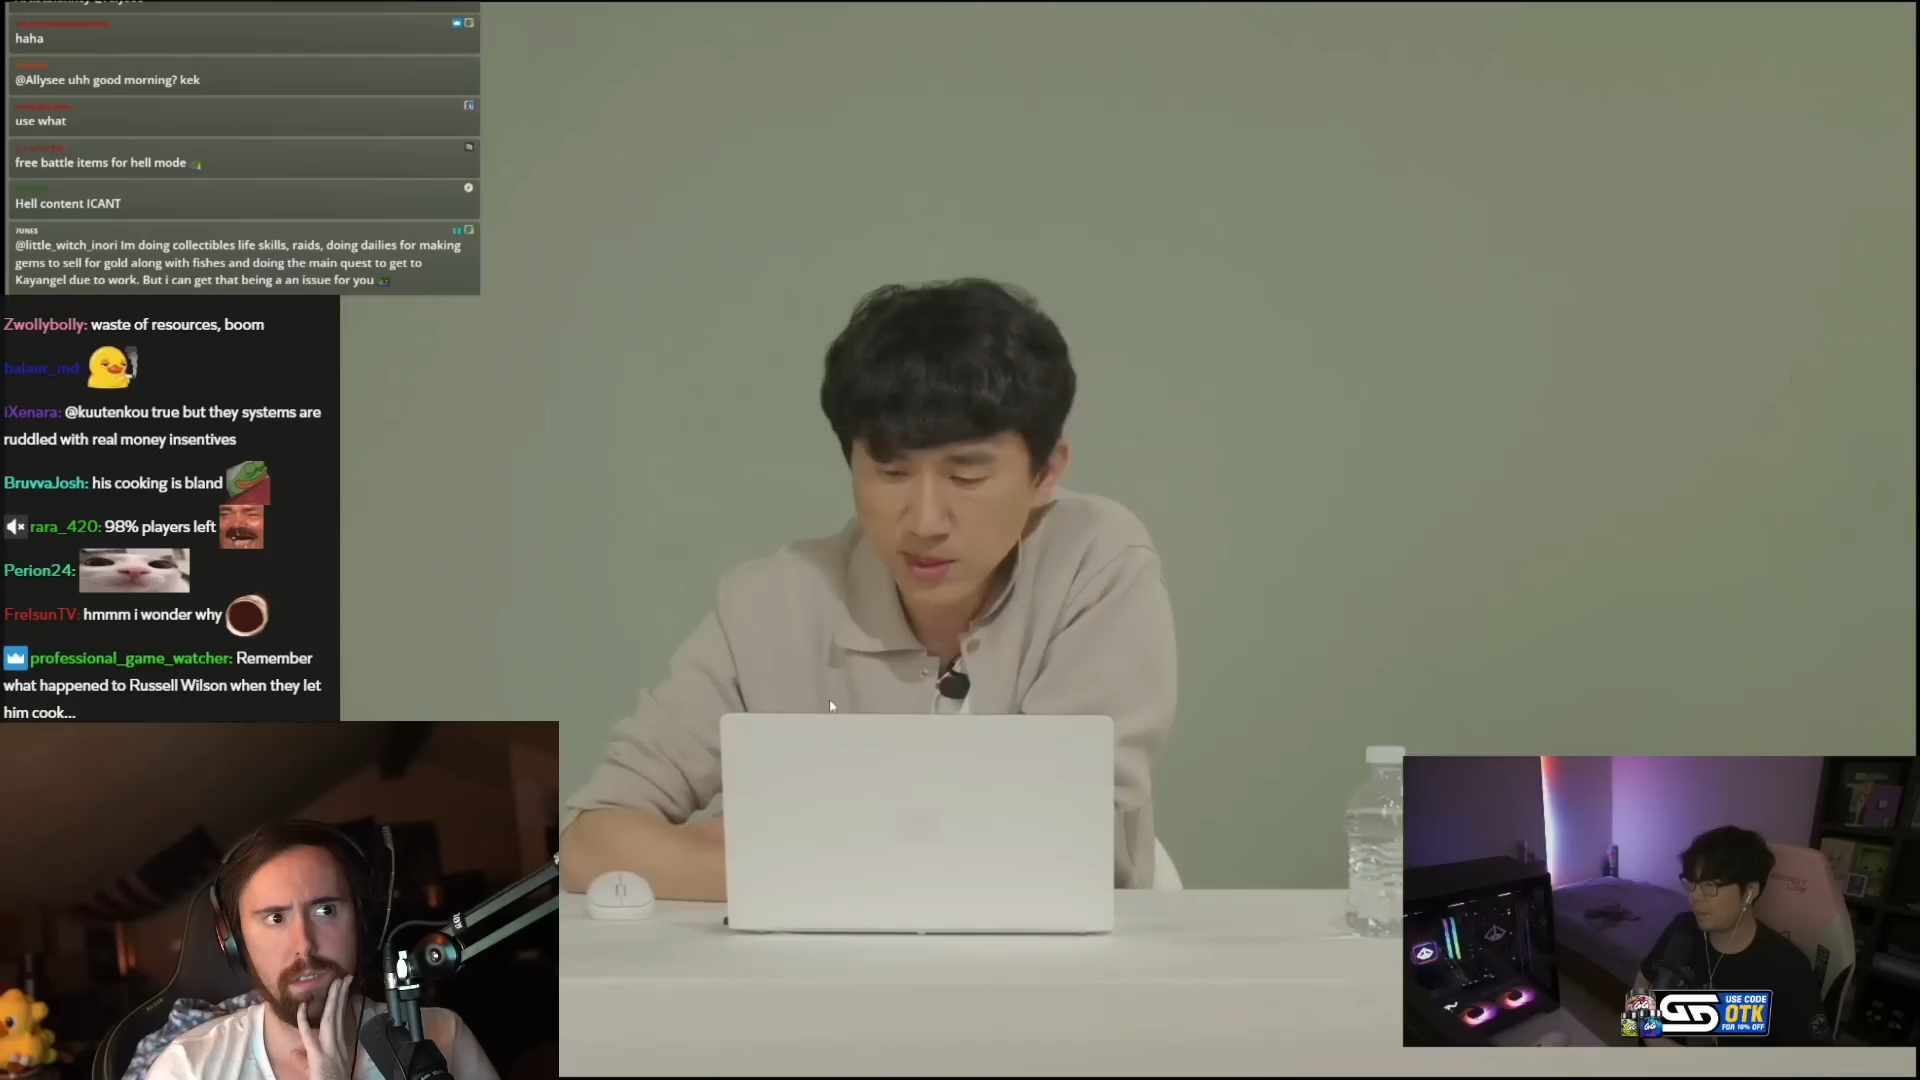 haha
@Allysee uhh good morning? kek
use what
free battle items for hell mode
Hell content ICANT
7UNES
@little_witch_inori Im doing collectibles life skills, raids, doing dailies for making
gems to sell for gold along with fishes and doing the main quest to get to
Kayangel due to work. But i can get that being a an issue for you
Zwollybolly: waste of resources, boom
balaur_md
iXenara: @kuutenkou true but they systems are
ruddled with real money insentives
BruvvaJosh: his cooking is bland
rara_420: 98% players left
Perion24:
FrelsunTV: hmmm i wonder why
professional_game_watcher: Remember
what happened to Russell Wilson when they let
him cook...
USE CODE
OTK
FOR 10% OFF